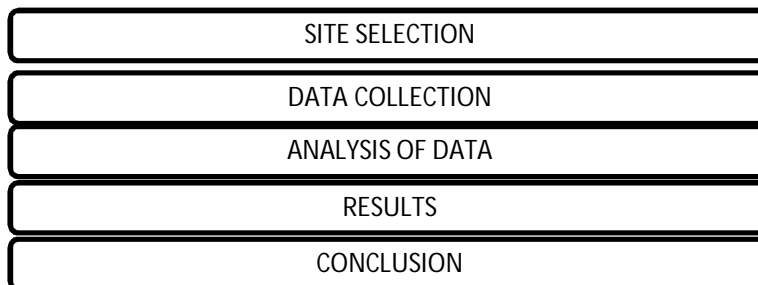 SITE SELECTION
DATA COLLECTION
ANALYSIS OF DATA
RESULTS
CONCLUSION